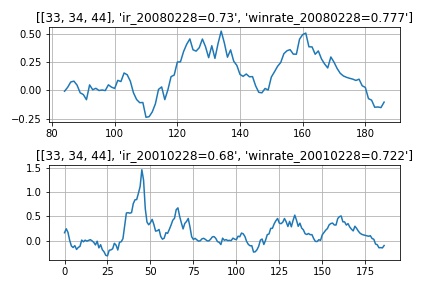 [[33, 34, 44], 'ir_20080228=0.73', 'winrate_20080228=0.777']
0.50
0.25
0.00
−0.25
80 100 120 140 160 180
[[33, 34, 44], 'ir_20010228=0.68', 'winrate_20010228=0.722']
1.5
1.0
0.5
0.0
0 25 50 75 100 125 150 175